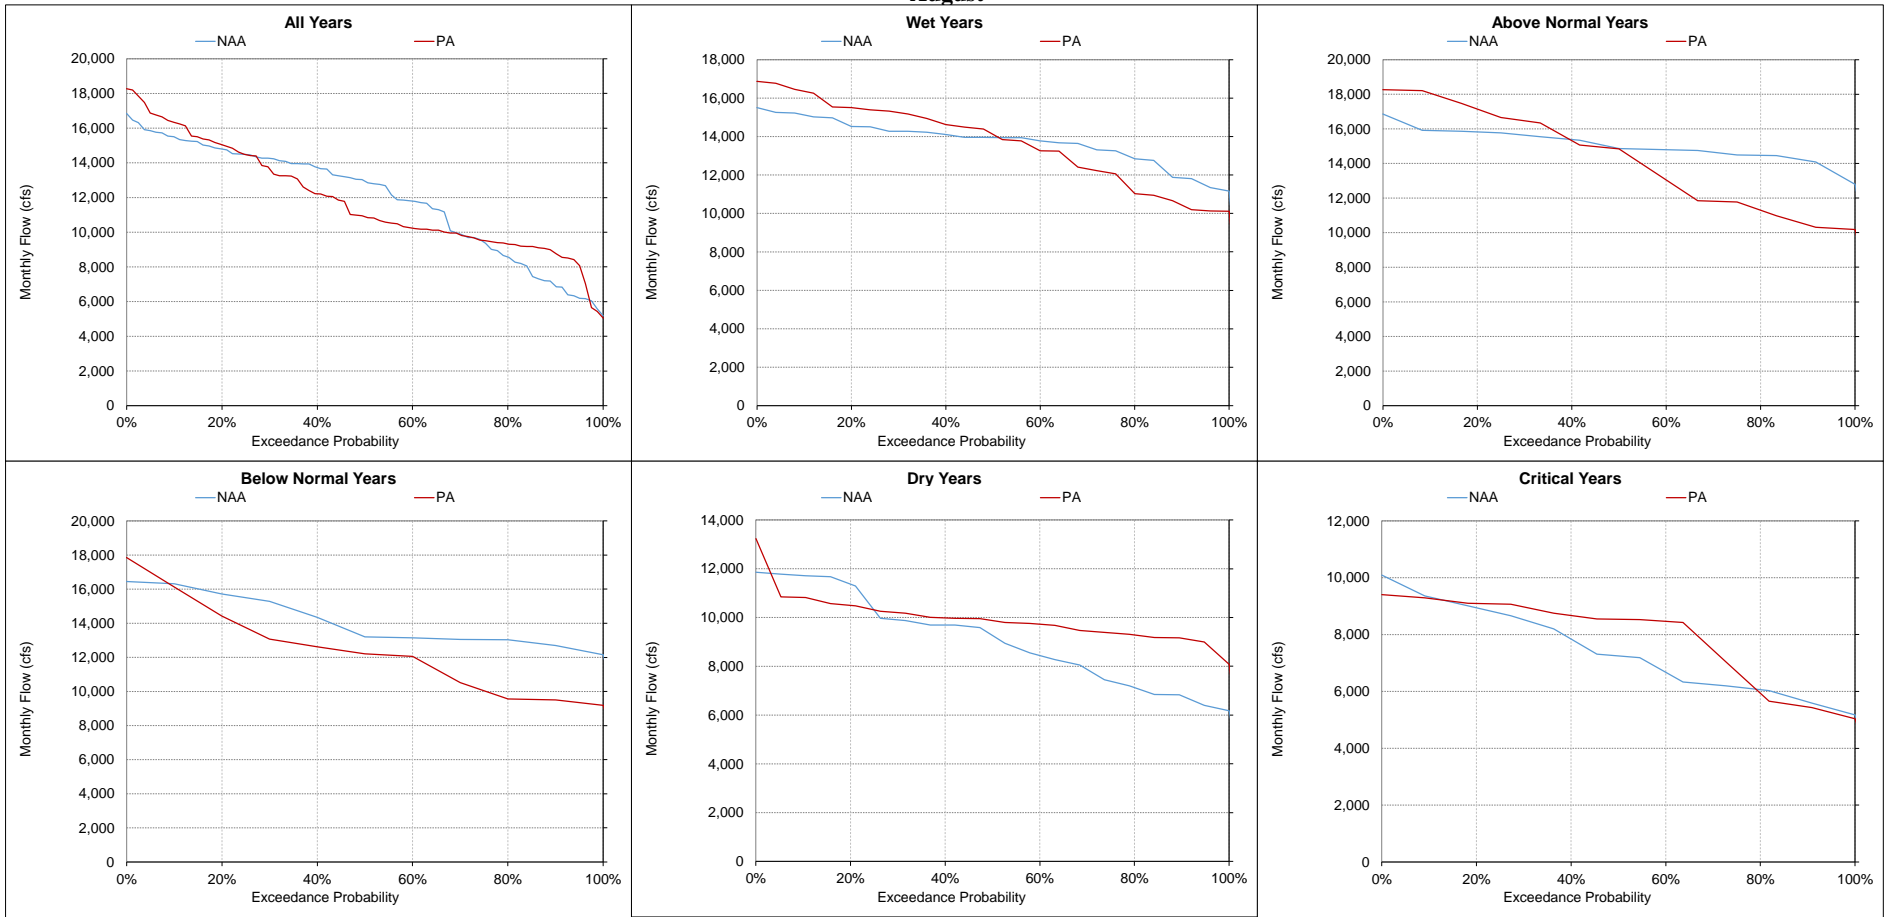 August
All Years
NAA PA
20,000
18,000
16,000
14,000
12,000
10,000
8,000
6,000
4,000
2,000
0
0% 20% 40% 60% 80% 100%
Monthly Flow (cfs)
Exceedance Probability
Wet Years
NAA PA
18,000
16,000
14,000
12,000
10,000
8,000
6,000
4,000
2,000
0
0% 20% 40% 60% 80% 100%
Monthly Flow (cfs)
Exceedance Probability
Above Normal Years
NAA PA
20,000
18,000
16,000
14,000
12,000
10,000
8,000
6,000
4,000
2,000
0
0% 20% 40% 60% 80% 100%
Monthly Flow (cfs)
Exceedance Probability
Below Normal Years
NAA PA
20,000
18,000
16,000
14,000
12,000
10,000
8,000
6,000
4,000
2,000
0
0% 20% 40% 60% 80% 100%
Monthly Flow (cfs)
Exceedance Probability
Dry Years
NAA PA
14,000
12,000
10,000
8,000
6,000
4,000
2,000
0
0% 20% 40% 60% 80% 100%
Monthly Flow (cfs)
Exceedance Probability
Critical Years
NAA PA
12,000
10,000
8,000
6,000
4,000
2,000
0
0% 20% 40% 60% 80% 100%
Monthly Flow (cfs)
Exceedance Probability